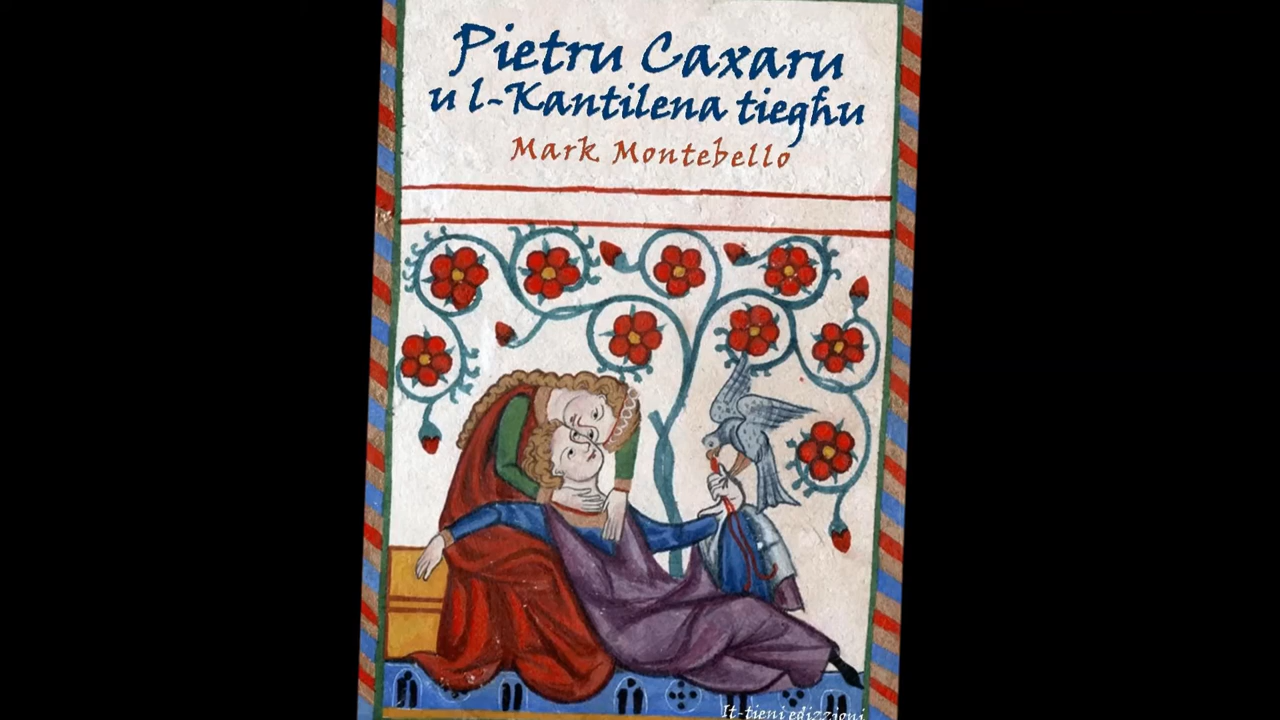 Pietru Caxaru
u l-Kantilena tiegħu
Mark Montebello
It-tieni edizzjoni